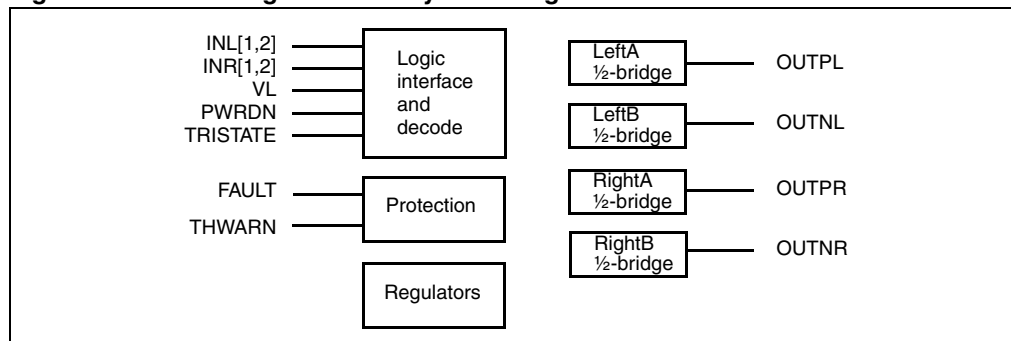 INL[1,2]
INR[1,2]
VL
PWRDN
TRISTATE
Logic
interface
and
decode
FAULT
THWARN
Protection
Regulators
LeftA
½-bridge
OUTPL
LeftB
½-bridge
OUTNL
RightA
½-bridge
OUTPR
RightB
½-bridge
OUTNR